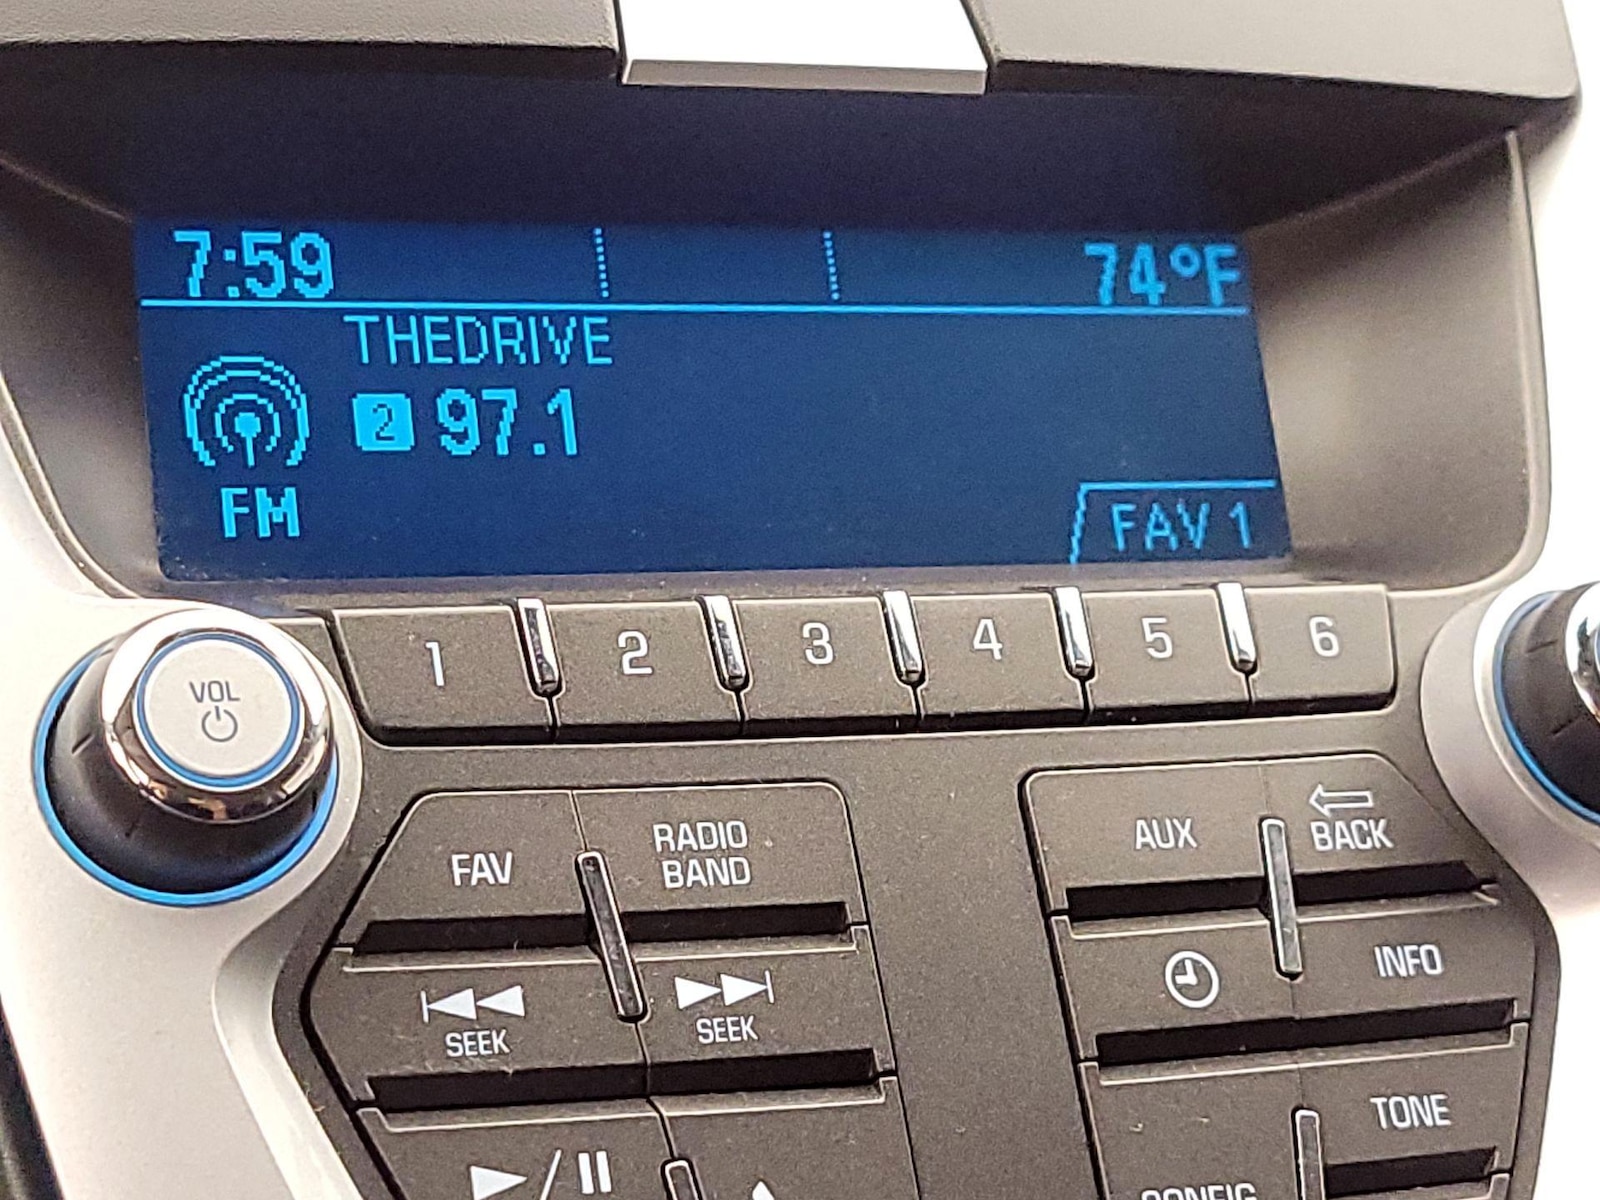 7:59 74°F
THEDRIVE
2 97.1
FM
FAV 1
1 2 3 4 5 6
VOL
FAV
RADIO
BAND
AUX
BACK
SEEK
SEEK
INFO
TONE
CONFIG